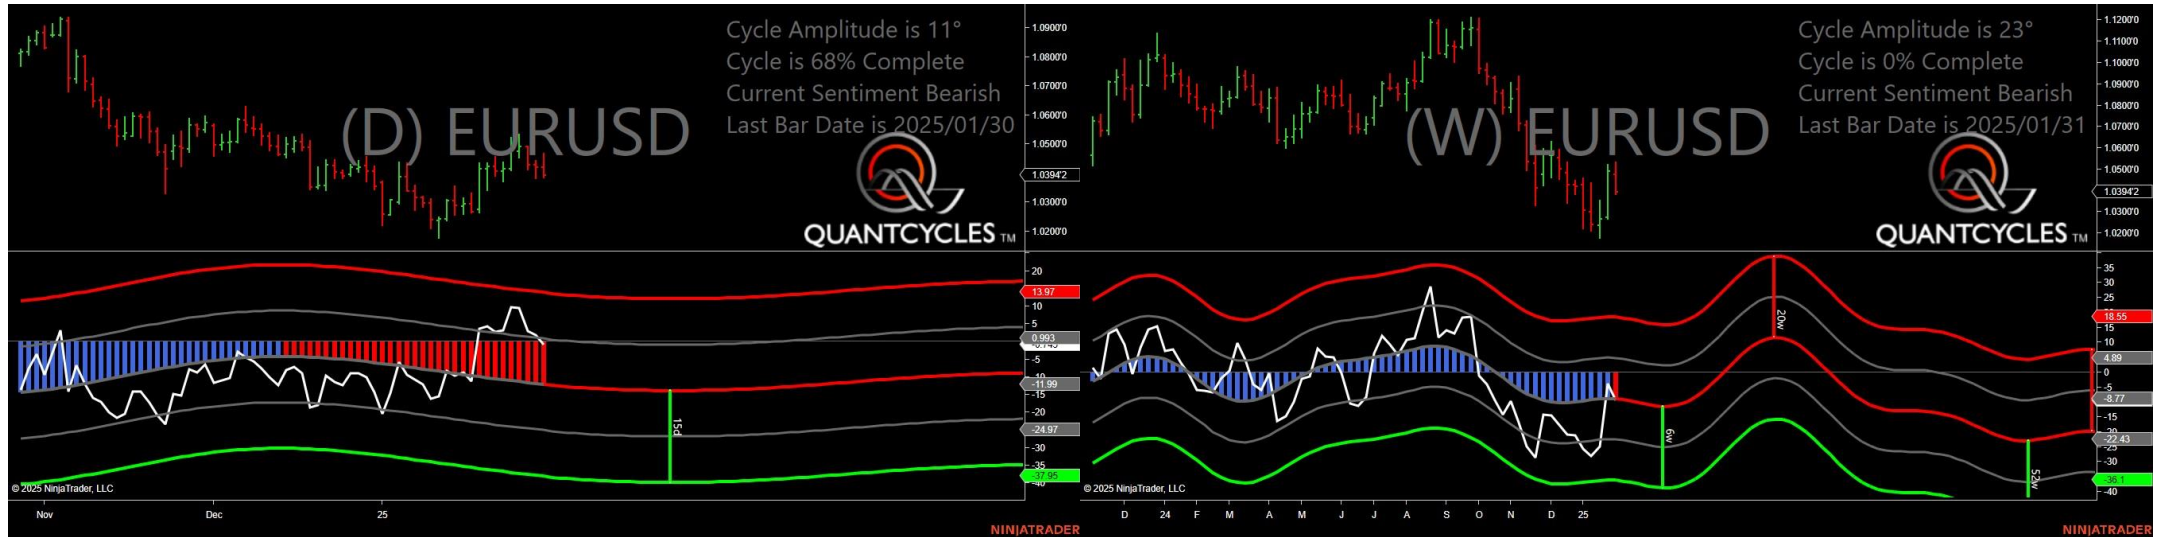 Cycle Amplitude is 11°
Cycle is 68% Complete
Current Sentiment Bearish
Last Bar Date is 2025/01/30
(D) EURUSD
QUANTCYCLES TM
1.0900'0
1.0800'0
1.0700'0
1.0600'0
1.0500'0
1.0394'2
1.0300'0
1.0200'0
20
13.97
10
5
0.993
-5
-11.99
-15
-20
-24.97
-30
-35
-37.95
-40
15d
© 2025 NinjaTrader, LLC
Nov Dec 25
NINJATRADER
Cycle Amplitude is 23°
Cycle is 0% Complete
Current Sentiment Bearish
Last Bar Date is 2025/01/31
(W) EURUSD
QUANTCYCLES TM
1.1200'0
1.1100'0
1.1000'0
1.0900'0
1.0800'0
1.0700'0
1.0600'0
1.0500'0
1.0394'2
1.0300'0
1.0200'0
35
30
25
18.55
15
10
4.89
0
-5
-8.77
-15
-22.43
-25
-30
-36.1
-40
20w
6w
52w
© 2025 NinjaTrader, LLC
D 24 F M A M J J A S O N D 25
NINJATRADER